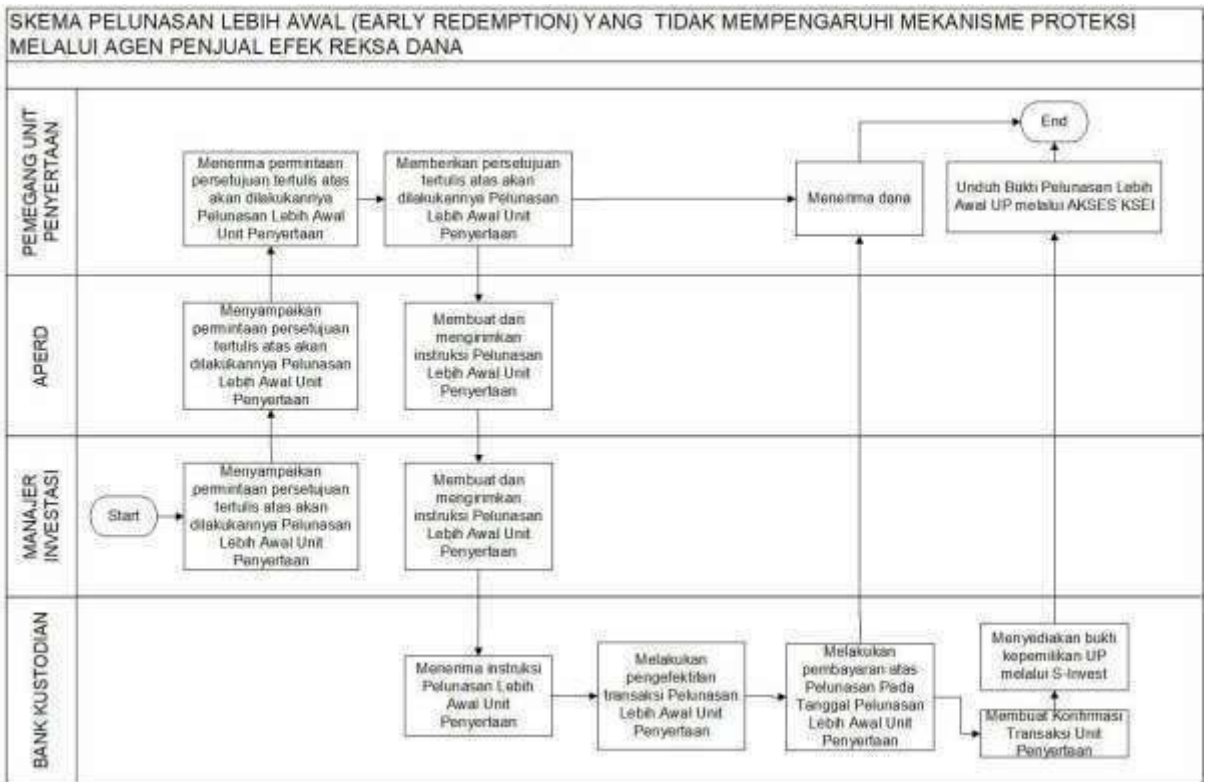 SKEMA PELUNASAN LEBIH AWAL (EARLY REDEMPTION) YANG TIDAK MEMPENGARUHI MEKANISME PROTEKSI
MELALUI AGEN PENJUAL EFEK REKSA DANA
PEMEGANG UNIT
PENYERTAAN
Menerima permintaan
persetujuan tertulis atas
akan dilakukannya
Pelunasan Lebih Awal
Unit Penyertaan
Memberikan persetujuan
tertulis atas akan
dilakukannya Pelunasan
Lebih Awal Unit
Penyertaan
Menerima dana
End
Unduh Bukti Pelunasan Lebih
Awal UP melalui AKSES KSEI
APERD
Menyampaikan
permintaan persetujuan
tertulis atas akan
dilakukannya Pelunasan
Lebih Awal Unit
Penyertaan
Membuat dan
mengirimkan
instruksi Pelunasan
Lebih Awal Unit
Penyertaan
MANAJER
INVESTASI
Start
Menyampaikan
permintaan persetujuan
tertulis atas akan
dilakukannya Pelunasan
Lebih Awal Unit
Penyertaan
Membuat dan
mengirimkan
instruksi Pelunasan
Lebih Awal Unit
Penyertaan
BANK KUSTODIAN
Menerima instruksi
Pelunasan Lebih
Awal Unit
Penyertaan
Melakukan
pengefektifan
transaksi Pelunasan
Lebih Awal Unit
Penyertaan
Melakukan
pembayaran atas
Pelunasan Pada
Tanggal Pelunasan
Lebih Awal Unit
Penyertaan
Menyediakan bukti
kepemilikan UP
melalui S-Invest
Membuat Konfirmasi
Transaksi Unit
Penyertaan